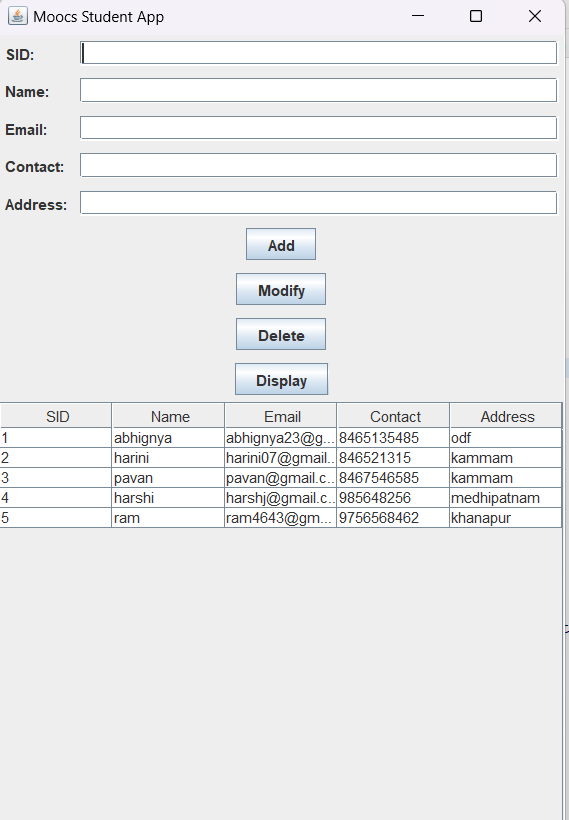 Moocs Student App
SID:
Name:
Email:
Contact:
Address:
Add
Modify
Delete
Display
SID Name Email Contact Address
1 abhignya abhignya23@g... 8465135485 odf
2 harini harini07@gmail.. 846521315 kammam
3 pavan pavan@gmail.c.. 8467546585 kammam
4 harshi harshj@gmail.c.. 985648256 medhipatnam
5 ram ram4643@gm... 9756568462 khanapur